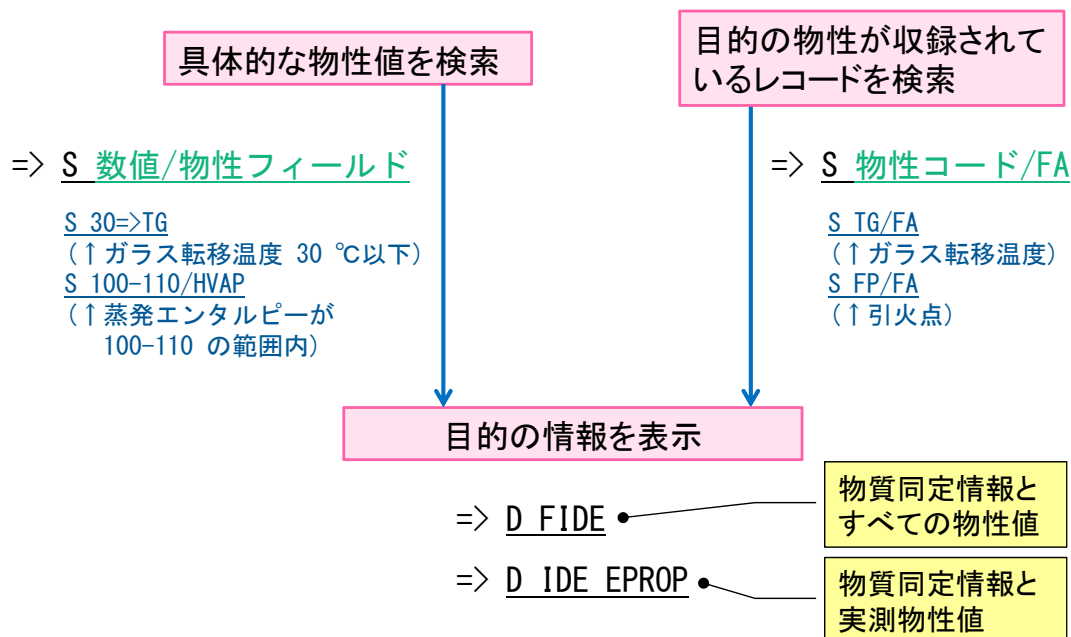 具体的な物性値を検索
目的の物性が収録されて
いるレコードを検索
=> S 数値/物性フィールド
S 30=>TG
(↑ガラス転移温度 30 ℃以下)
S 100-110/HVAP
(↑蒸発エンタルピーが
100-110 の範囲内)
=> S 物性コード/FA
S TG/FA
(↑ガラス転移温度)
S FP/FA
(↑引火点)
目的の情報を表示
=> D FIDE
物質同定情報と
すべての物性値
=> D IDE EPROP
物質同定情報と
実測物性値